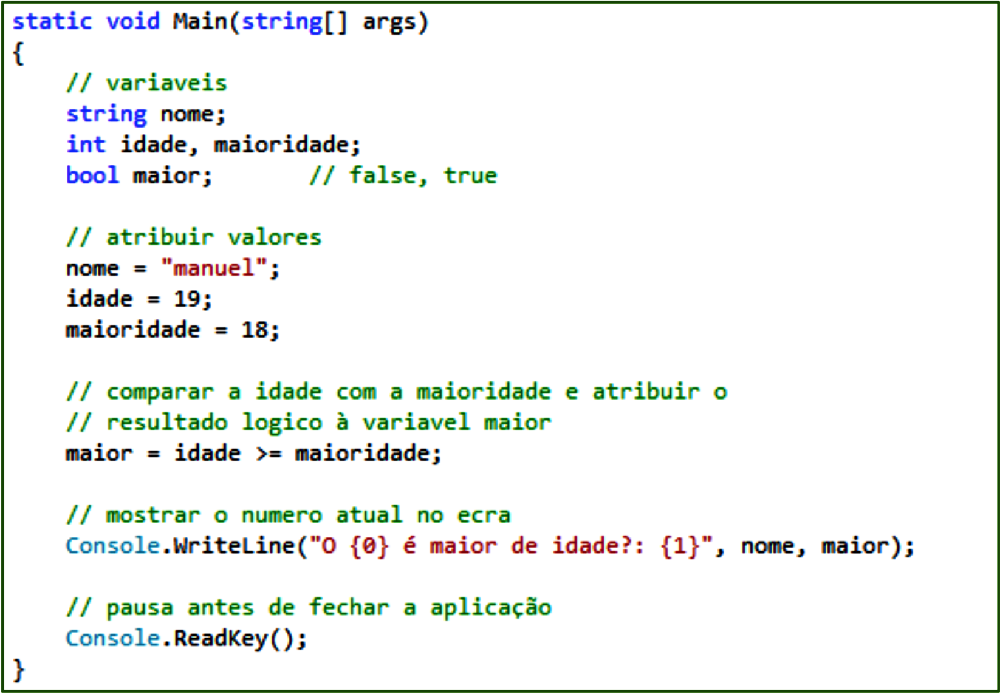 static void Main(string[] args)
{
    // variaveis
    string nome;
    int idade, maioridade;
    bool maior;       // false, true

    // atribuir valores
    nome = "manuel";
    idade = 19;
    maioridade = 18;

    // comparar a idade com a maioridade e atribuir o
    // resultado logico à variavel maior
    maior = idade >= maioridade;

    // mostrar o numero atual no ecra
    Console.WriteLine("O {0} é maior de idade?: {1}", nome, maior);

    // pausa antes de fechar a aplicação
    Console.ReadKey();
}